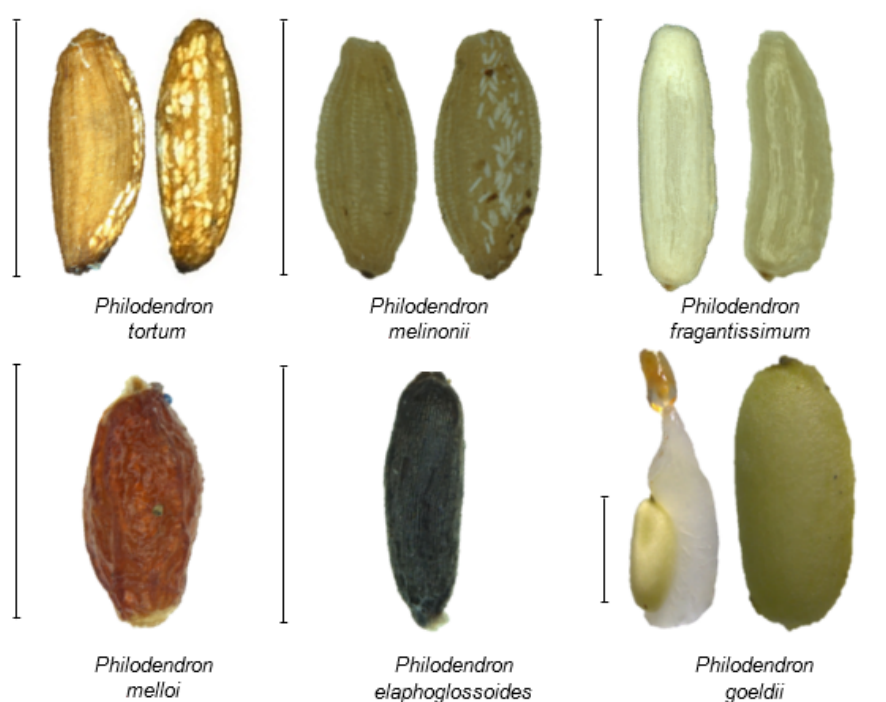 Philodendron
tortum
Philodendron
melinonii
Philodendron
fragantissimum
Philodendron
melloi
Philodendron
elaphoglossoides
Philodendron
goeldii